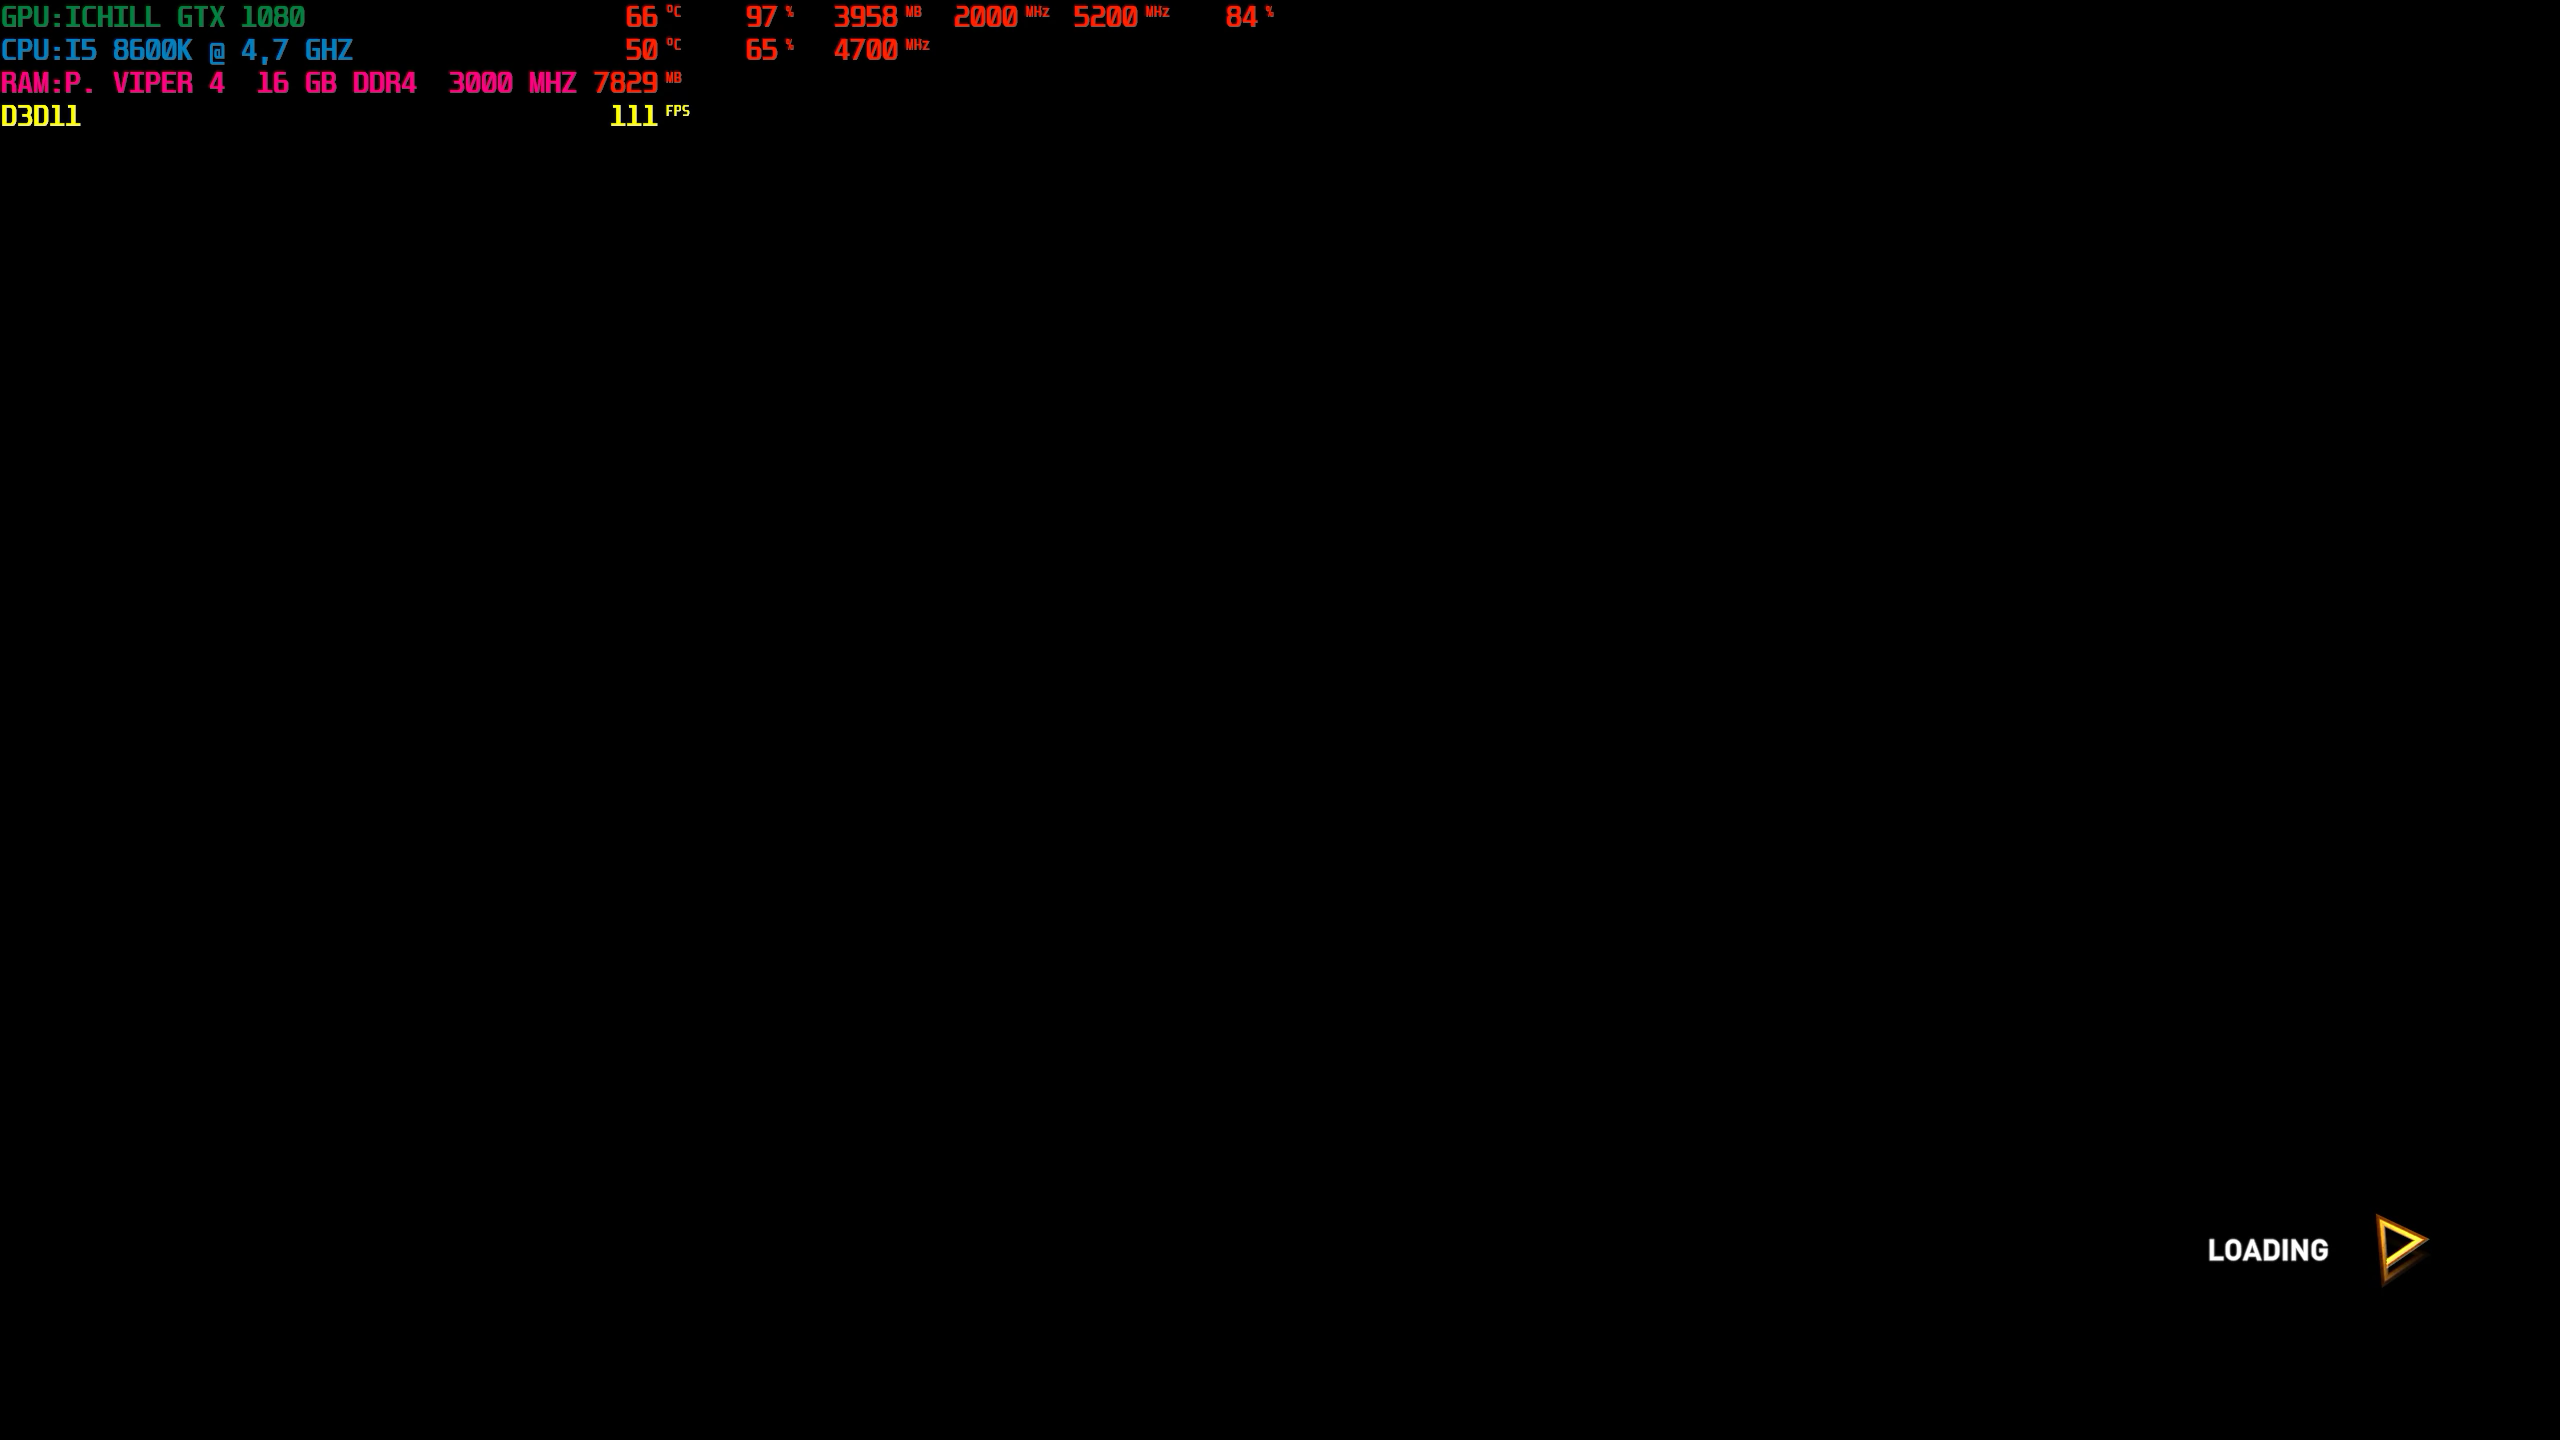 GPU:ICHILL GTX 1080 66 °C 97 % 3958 MB 2000 MHz 5200 MHz 84 %
CPU:I5 8600K @ 4,7 GHZ 50 °C 65 % 4700 MHz
RAM:P. VIPER 4 16 GB DDR4 3000 MHZ 7829 MB
D3D11 111 FPS
LOADING